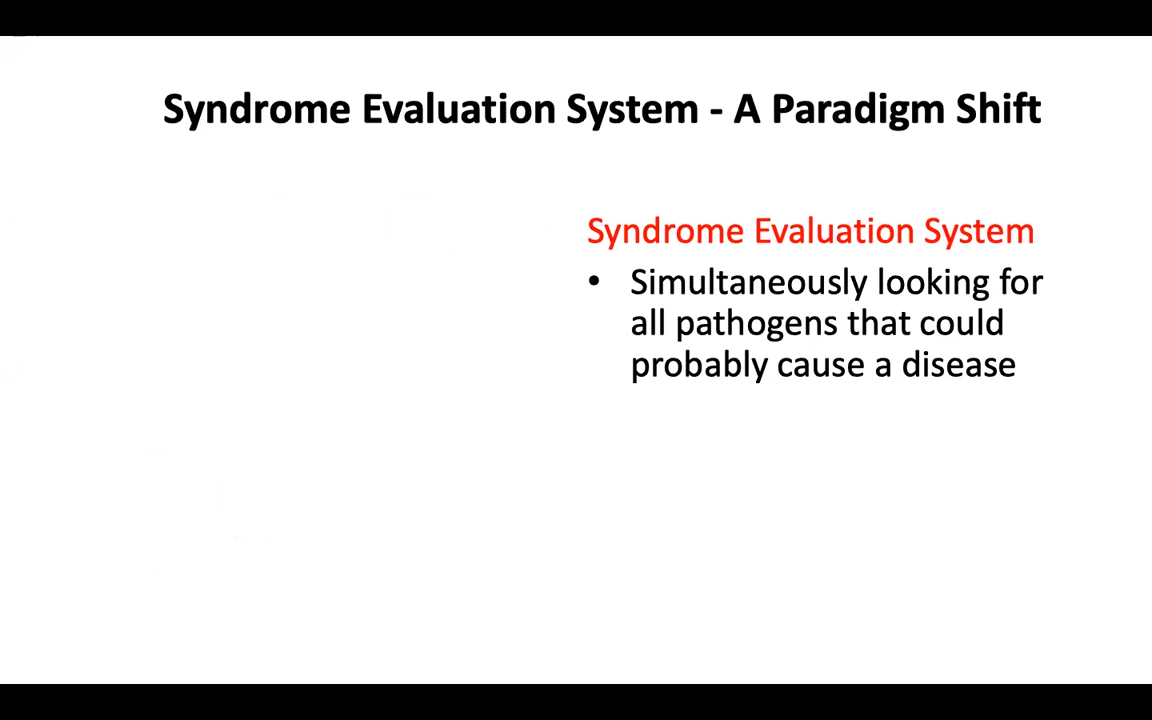 Syndrome Evaluation System - A Paradigm Shift
Syndrome Evaluation System
• Simultaneously looking for
all pathogens that could
probably cause a disease